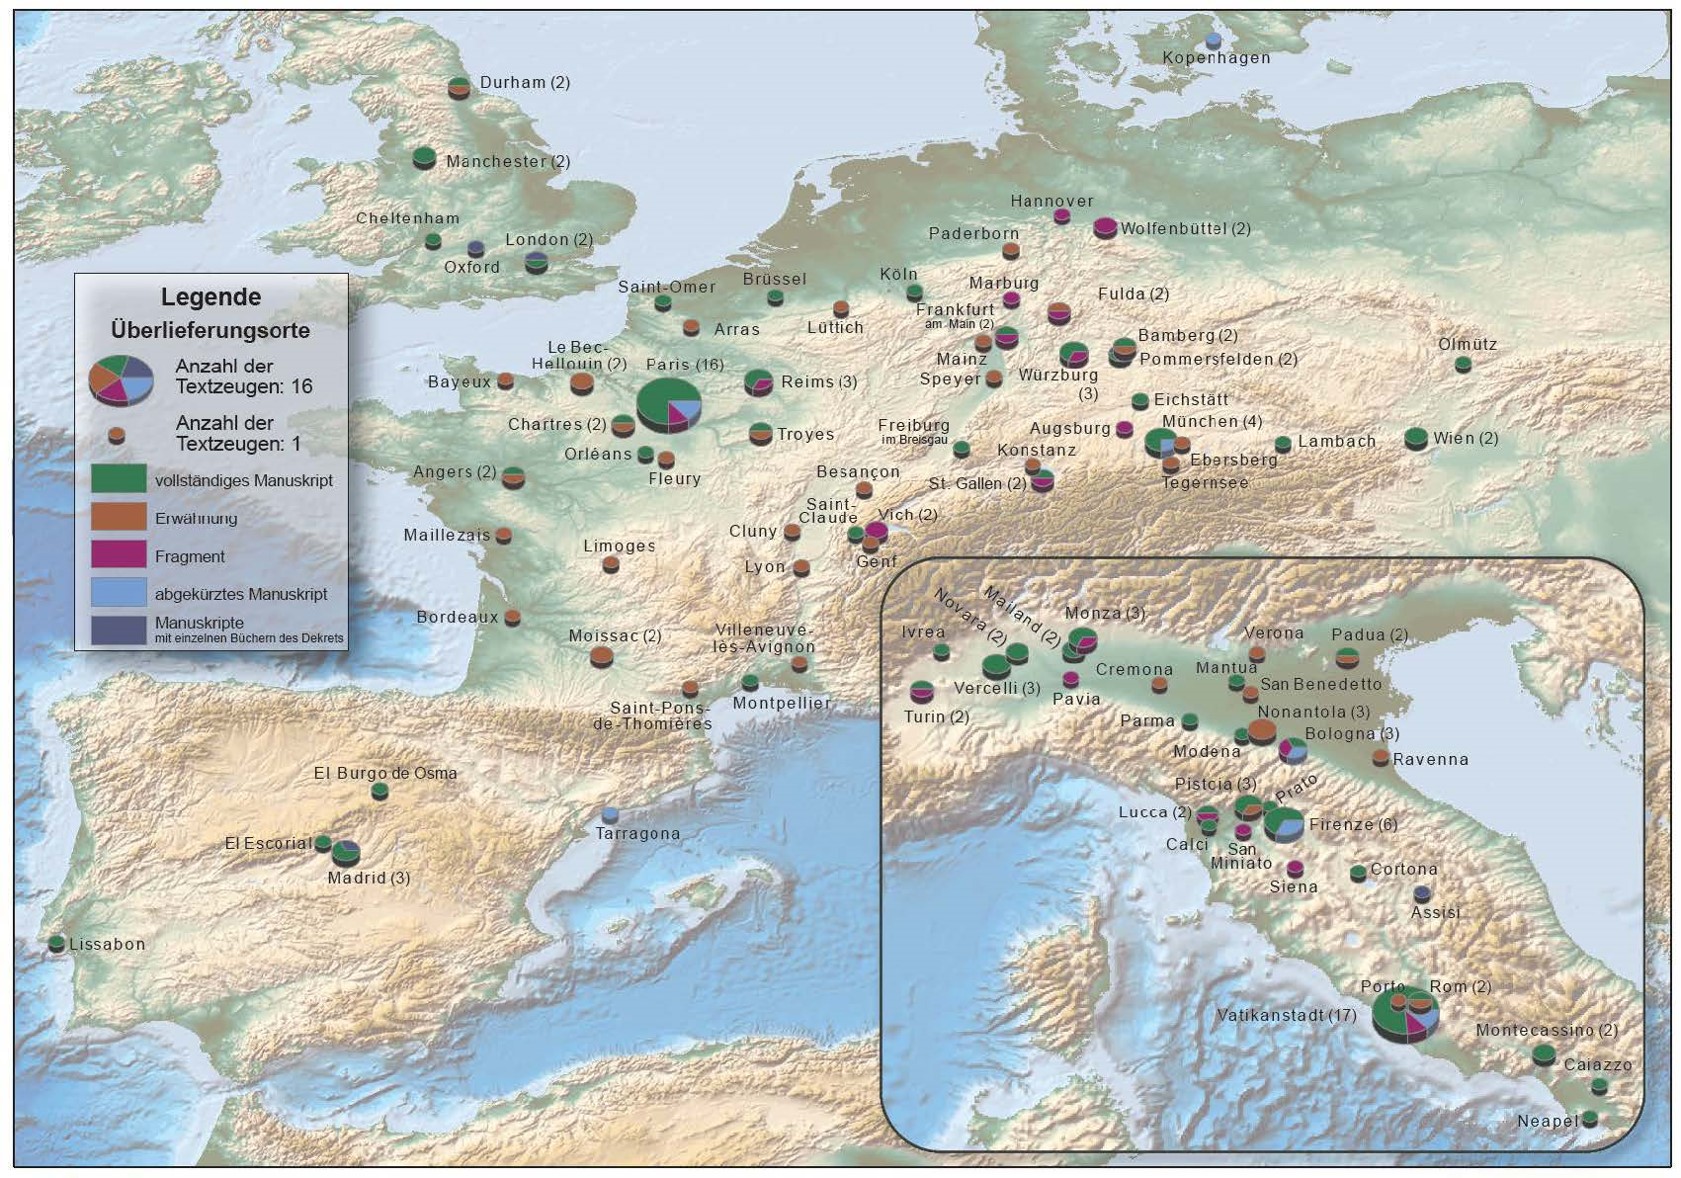 Kopenhagen
Durham (2)
Manchester (2)
Cheltenham
London (2)
Oxford
Hannover
Wolfenbüttel (2)
Paderborn
Legende
Überlieferungsorte
Anzahl der
Textzeugen: 16
Anzahl der
Textzeugen: 1
vollständiges Manuskript
Erwähnung
Fragment
abgekürztes Manuskript
Manuskripte
mit einzelnen Büchern des Dekrets
Saint-Omer
Brüssel
Köln
Marburg
Fulda (2)
Arras
Lüttich
Frankfurt
am Main (2)
Mainz
Speyer
Bamberg (2)
Pommersfelden (2)
Würzburg
(3)
Olmütz
Le Bec-
Hellouin (2)
Paris (16)
Bayeux
Reims (3)
Chartres (2)
Troyes
Orléans
Fleury
Angers (2)
Eichstätt
Freiburg
im Breisgau
Augsburg
München (4)
Lambach
Wien (2)
Konstanz
Ebersberg
Tegernsee
St. Gallen (2)
Besançon
Saint-
Claude
Vich (2)
Cluny
Genf
Maillezais
Limoges
Lyon
Bordeaux
Moissac (2)
Villeneuve-
lès-Avignon
Saint-Pons-
de-Thomières
Montpellier
El Burgo de Osma
Tarragona
El Escorial
Madrid (3)
Lissabon
Ivrea
Novara (2)
Mailand (2)
Monza (3)
Verona
Padua (2)
Vercelli (3)
Pavia
Cremona
Mantua
San Benedetto
Turin (2)
Parma
Nonantola (3)
Modena
Bologna (3)
Ravenna
Pistoia (3)
Prato
Lucca (2)
Firenze (6)
Calci
San
Miniato
Siena
Cortona
Assisi
Porto
Rom (2)
Vatikanstadt (17)
Montecassino (2)
Caiazzo
Neapel